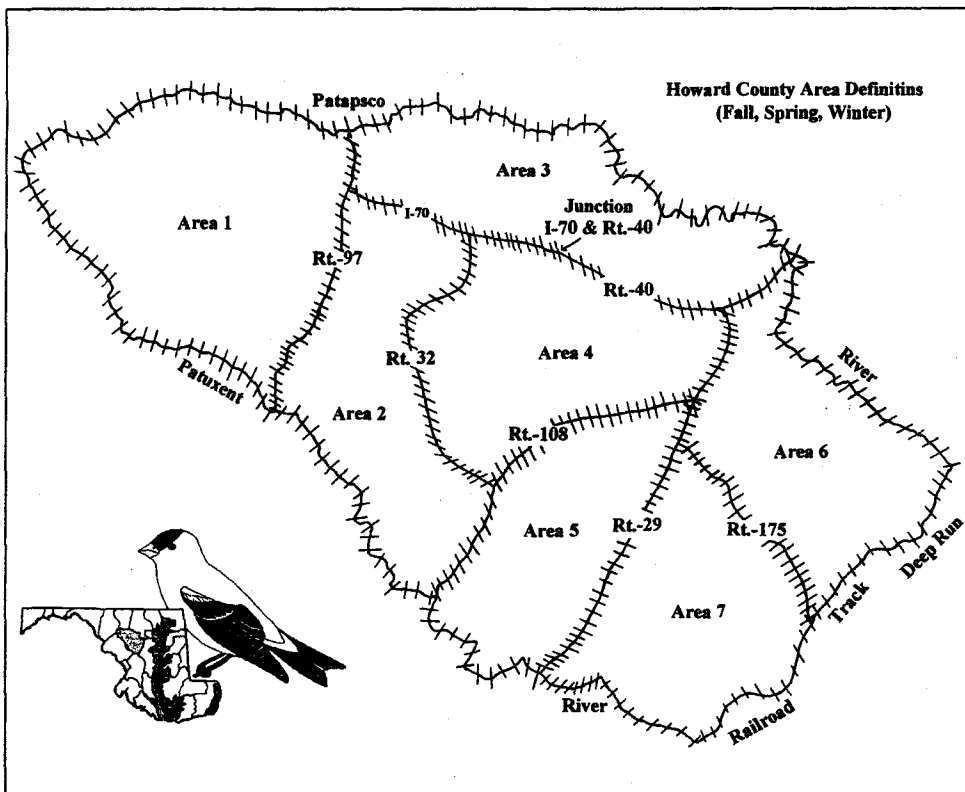 Howard County Area Definitins
(Fall, Spring, Winter)
Patapsco
Area 3
Area 1
I-70
Junction
I-70 & Rt.-40
Rt.-97
Rt.-40
Area 4
Rt. 32
Patuxent
Area 2
River
Rt.-108
Area 6
Area 5
Rt.-29
Rt.-175
Deep Run
Track
Area 7
River
Railroad